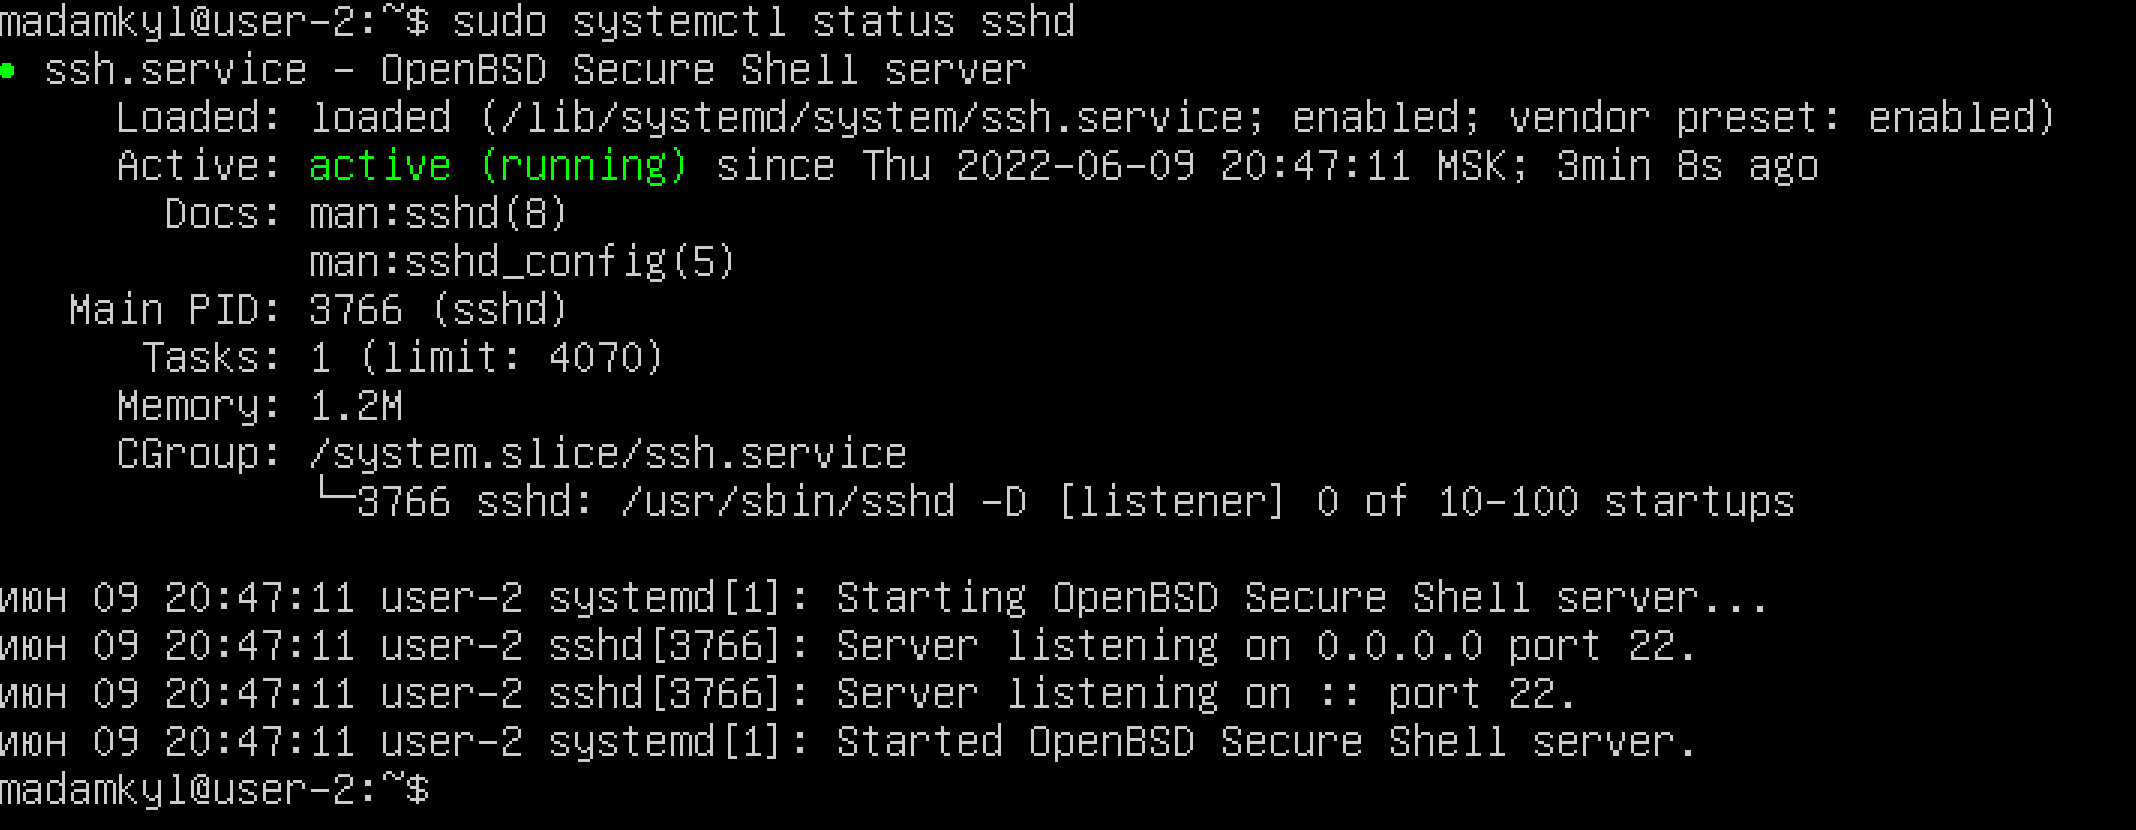 madamkyl@user-2:~$ sudo systemctl status sshd
● ssh.service - OpenBSD Secure Shell server
     Loaded: loaded (/lib/systemd/system/ssh.service; enabled; vendor preset: enabled)
     Active: active (running) since Thu 2022-06-09 20:47:11 MSK; 3min 8s ago
       Docs: man:sshd(8)
             man:sshd_config(5)
   Main PID: 3766 (sshd)
      Tasks: 1 (limit: 4070)
     Memory: 1.2M
     CGroup: /system.slice/ssh.service
             └─3766 sshd: /usr/sbin/sshd -D [listener] 0 of 10-100 startups
июн 09 20:47:11 user-2 systemd[1]: Starting OpenBSD Secure Shell server...
июн 09 20:47:11 user-2 sshd[3766]: Server listening on 0.0.0.0 port 22.
июн 09 20:47:11 user-2 sshd[3766]: Server listening on :: port 22.
июн 09 20:47:11 user-2 systemd[1]: Started OpenBSD Secure Shell server.
madamkyl@user-2:~$